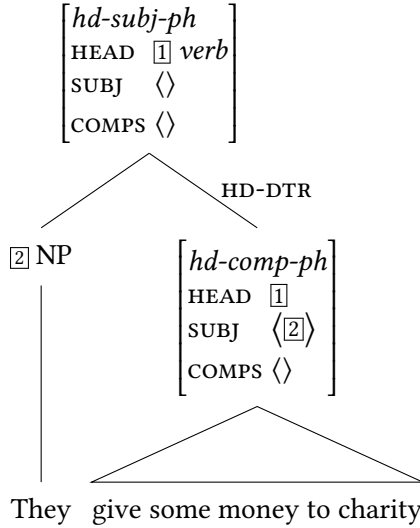 hd-subj-ph
HEAD 1 verb
SUBJ ⟨⟩
COMPS ⟨⟩
HD-DTR
2 NP
hd-comp-ph
HEAD 1
SUBJ ⟨2⟩
COMPS ⟨⟩
They give some money to charity